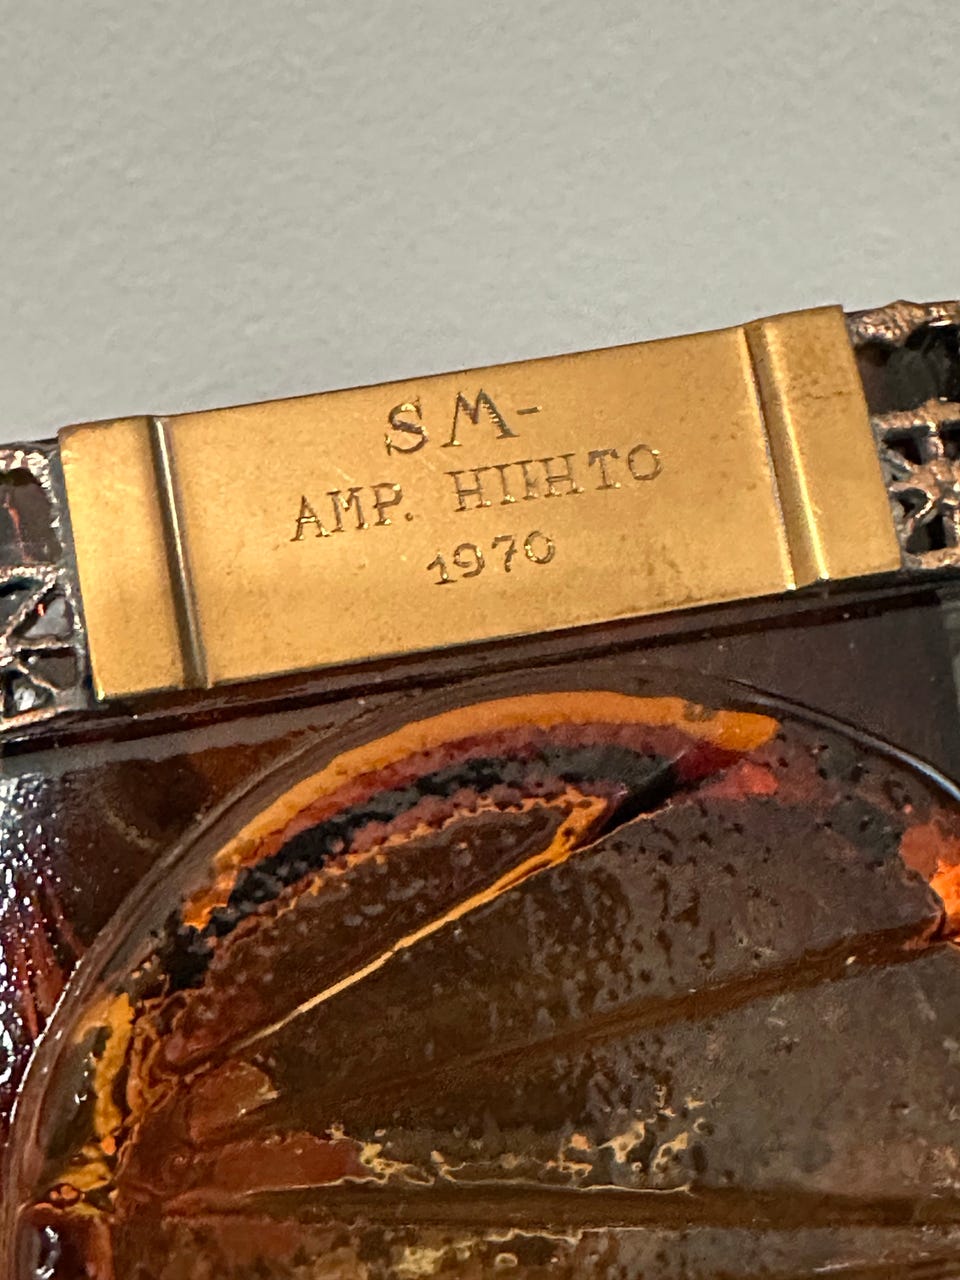 SM-
AMP. HIIHTO
1970